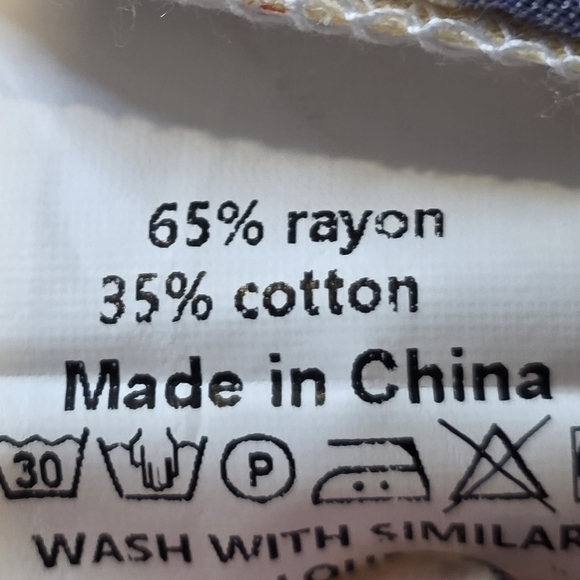 65% rayon
35% cotton
Made in China
30 P
WASH WITH SIMILAR